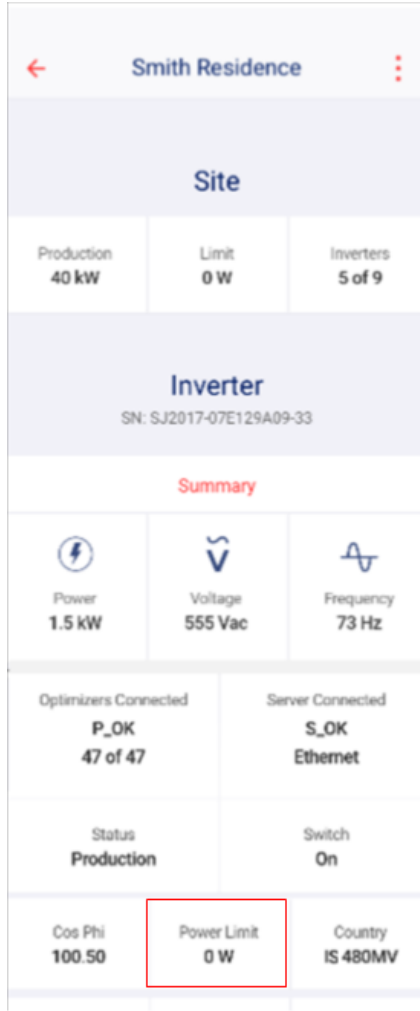 Smith Residence
Site
Production Limit Inverters
40 kW 0 W 5 of 9
Inverter
SN: SJ2017-07E129A09-33
Summary
Power Voltage Frequency
1.5 kW 555 Vac 73 Hz
Optimizers Connected Server Connected
P_OK S_OK
47 of 47 Ethernet
Status Switch
Production On
Cos Phi Power Limit Country
100.50 0 W IS 480MV